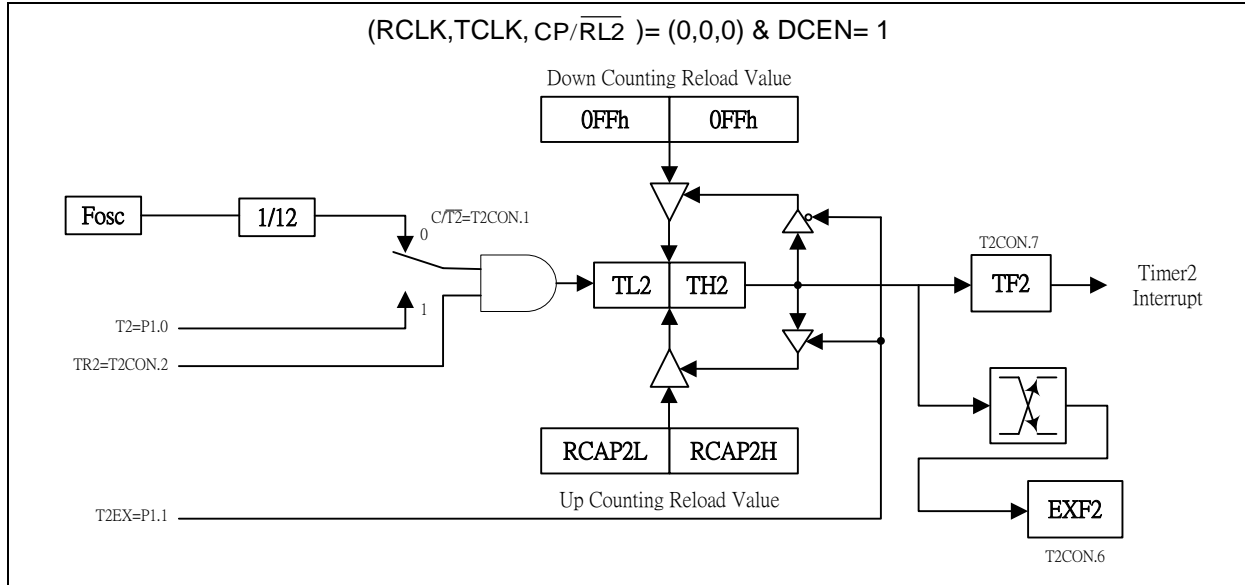 (RCLK,TCLK, CP/R̅L̅2̅ )= (0,0,0) & DCEN= 1
Down Counting Reload Value
0FFh 0FFh
Fosc
1/12
C/T̅2̅=T2CON.1
0
1
T2=P1.0
TR2=T2CON.2
TL2 TH2
T2CON.7
TF2
Timer2
Interrupt
RCAP2L RCAP2H
Up Counting Reload Value
T2EX=P1.1
EXF2
T2CON.6